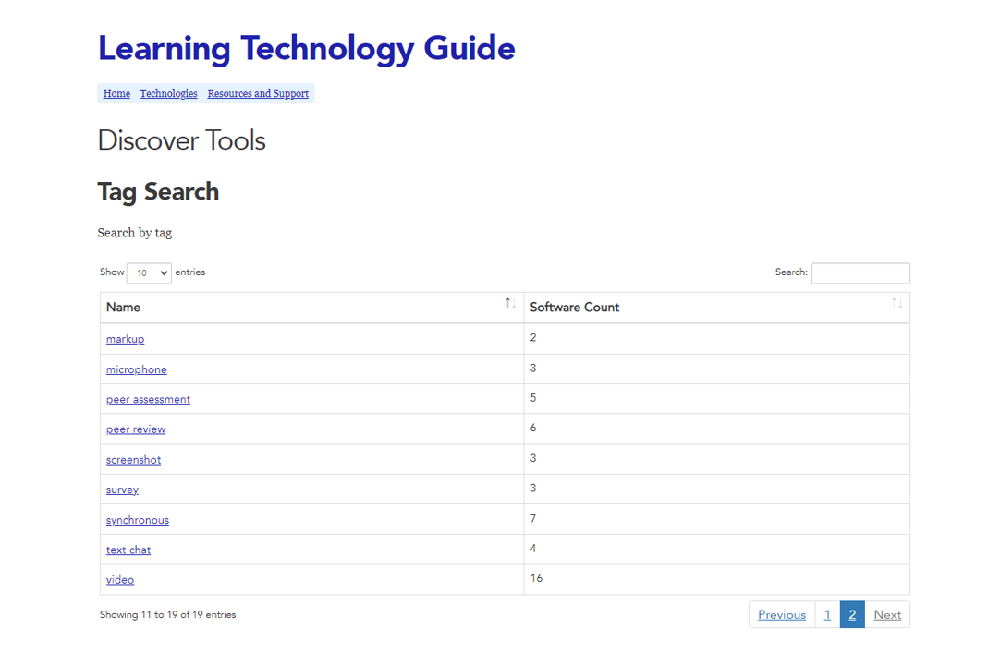 Learning Technology Guide
Home Technologies Resources and Support
Discover Tools
Tag Search
Search by tag
Show 10 entries Search:
Name Software Count
markup 2
microphone 3
peer assessment 5
peer review 6
screenshot 3
survey 3
synchronous 7
text chat 4
video 16
Showing 11 to 19 of 19 entries Previous 1 2 Next